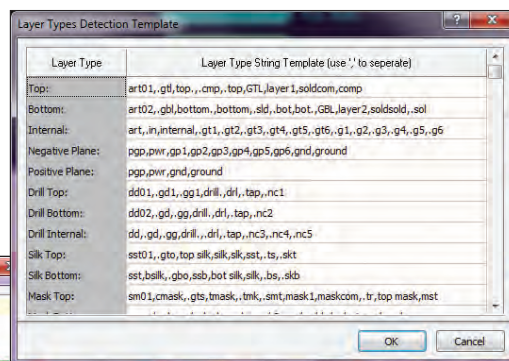 Layer Types Detection Template
Layer Type Layer Type String Template (use ',' to seperate)
Top: art01,.gtl,top.,.cmp,.top,GTL,layer1,soldcom,comp
Bottom: art02,.gbl,bottom.,bottom,.sld,.bot,bot.,GBL,layer2,soldsold,.sol
Internal: art,.in,internal,.gt1,.gt2,.gt3,.gt4,.gt5,.gt6,.g1,.g2,.g3,.g4,.g5,.g6
Negative Plane: pgp,pwr,gp1,gp2,gp3,gp4,gp5,gp6,gnd,ground
Positive Plane: pgp,pwr,gnd,ground
Drill Top: dd01,.gd1,.gg1,drill.,.drl,.tap,.nc1
Drill Bottom: dd02,.gd,.gg,drill.,.drl,.tap,.nc2
Drill Internal: dd,.gd,.gg,drill.,.drl,.tap,.nc3,.nc4,.nc5
Silk Top: sst01,.gto,top silk,silk,slk,sst,.ts,.skt
Silk Bottom: sst,bsilk,.gbo,ssb,bot silk,silk,.bs,.skb
Mask Top: sm01,cmask,.gts,tmask,.tmk,.smt,mask1,maskcom,.tr,top mask,mst
OK Cancel